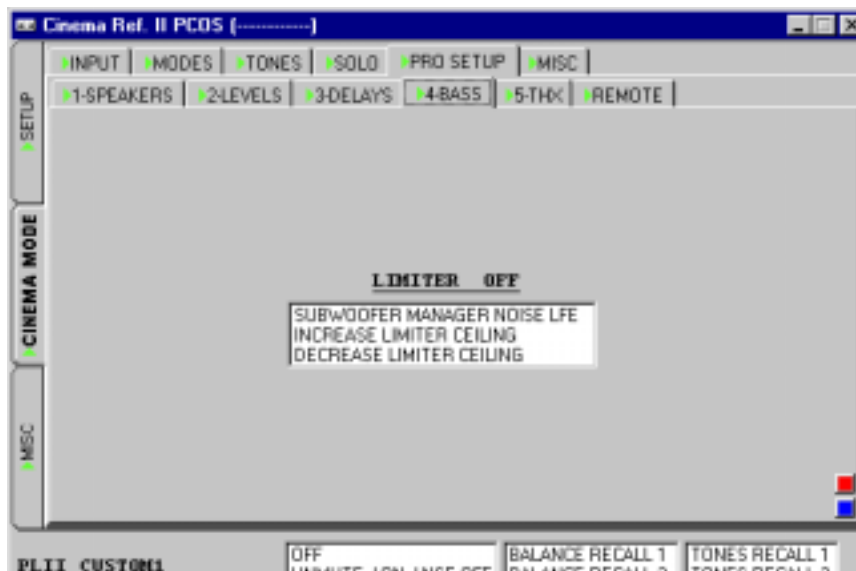 Cinema Ref. II PCOS (-------------)
INPUT MODES TONES SOLO PRO SETUP MISC
1-SPEAKERS 2-LEVELS 3-DELAYS 4-BASS 5-THX REMOTE
SETUP
CINEMA MODE
MISC
LIMITER OFF
SUBWOOFER MANAGER NOISE LFE
INCREASE LIMITER CEILING
DECREASE LIMITER CEILING
PLII CUSTOM1
OFF
BALANCE RECALL 1
TONES RECALL 1